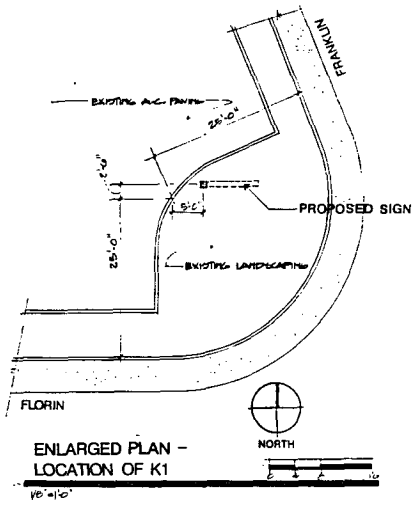 FRANKLIN
EXISTING A.C. PAVING
25'-0"
2'-0"
5'-0"
PROPOSED SIGN
25'-0"
EXISTING LANDSCAPING
FLORIN
NORTH
ENLARGED PLAN –
LOCATION OF K1
1/8"=1'-0"